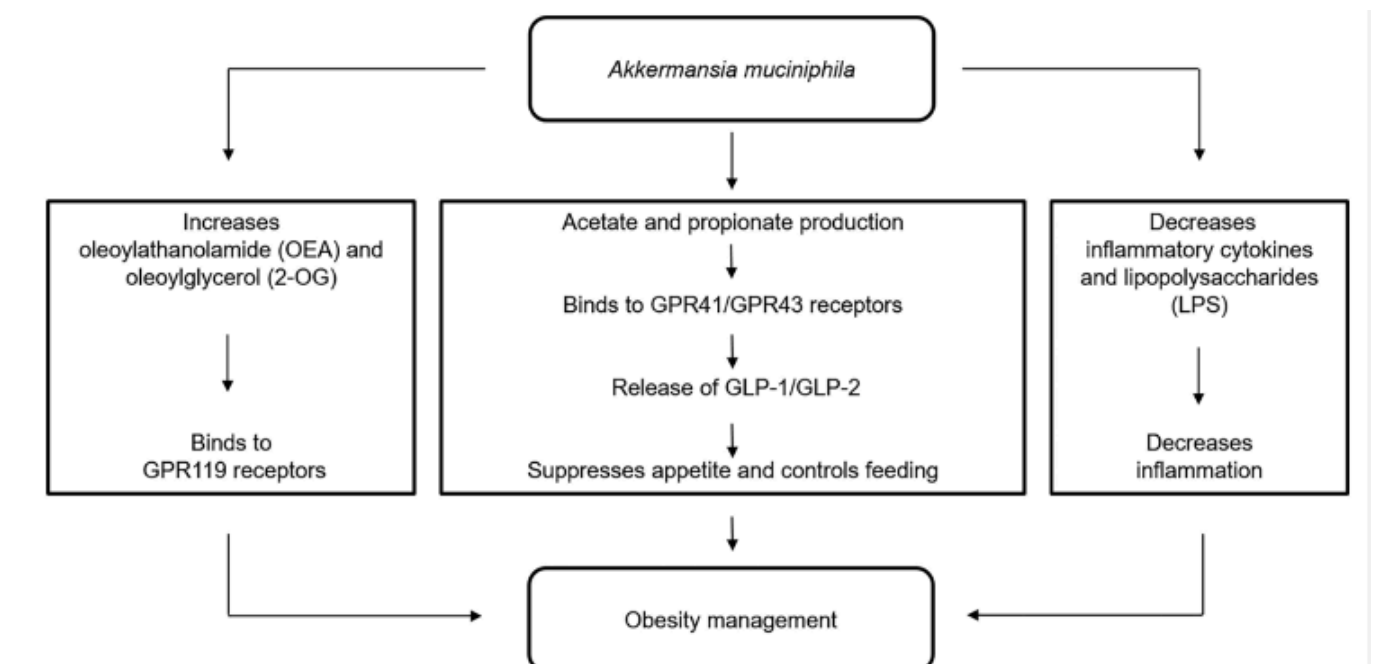 Akkermansia muciniphila
Increases
oleoylathanolamide (OEA) and
oleoylglycerol (2-OG)
Binds to
GPR119 receptors
Acetate and propionate production
Binds to GPR41/GPR43 receptors
Release of GLP-1/GLP-2
Suppresses appetite and controls feeding
Decreases
inflammatory cytokines
and lipopolysaccharides
(LPS)
Decreases
inflammation
Obesity management